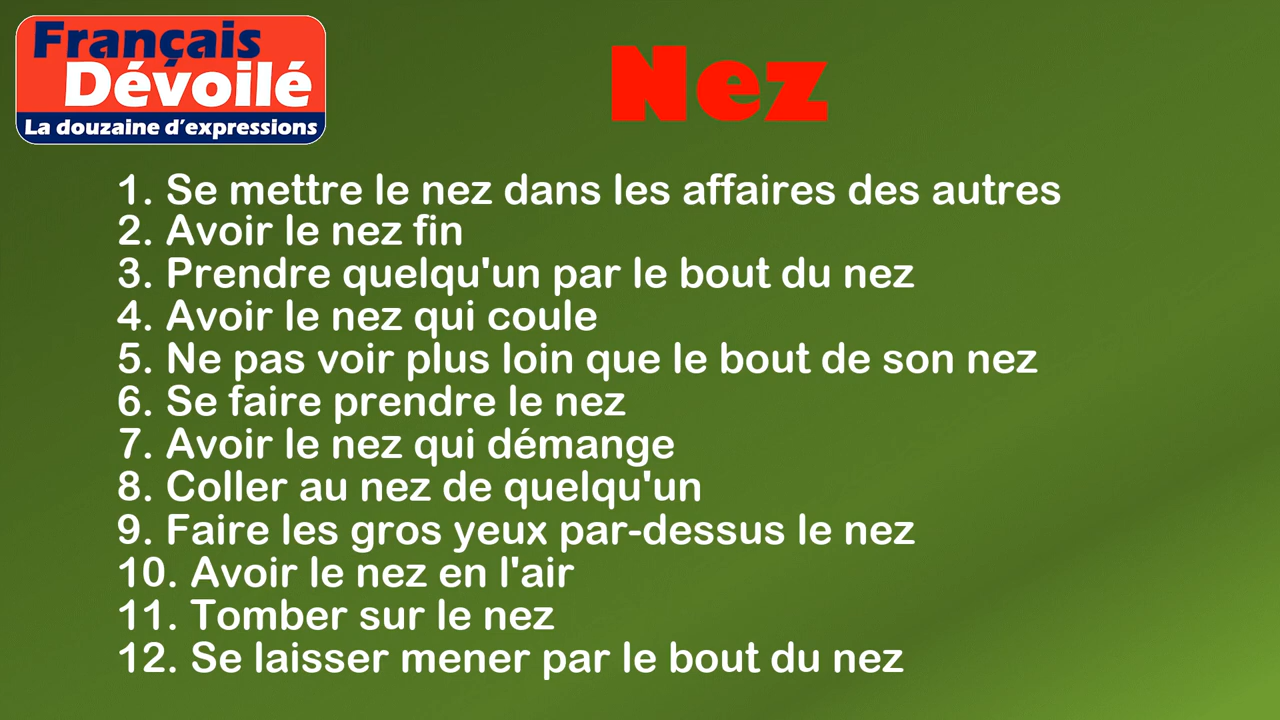 Français
Dévoilé
La douzaine d'expressions
Nez
1. Se mettre le nez dans les affaires des autres
2. Avoir le nez fin
3. Prendre quelqu'un par le bout du nez
4. Avoir le nez qui coule
5. Ne pas voir plus loin que le bout de son nez
6. Se faire prendre le nez
7. Avoir le nez qui démange
8. Coller au nez de quelqu'un
9. Faire les gros yeux par-dessus le nez
10. Avoir le nez en l'air
11. Tomber sur le nez
12. Se laisser mener par le bout du nez